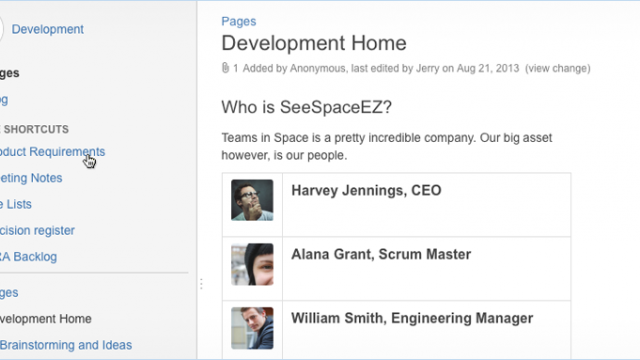 Development
ges
g
SHORTCUTS
oduct Requirements
eting Notes
e Lists
cision register
RA Backlog
ges
velopment Home
Brainstorming and Ideas
Pages
Development Home
1 Added by Anonymous, last edited by Jerry on Aug 21, 2013 (view change)
Who is SeeSpaceEZ?
Teams in Space is a pretty incredible company. Our big asset
however, is our people.
Harvey Jennings, CEO
Alana Grant, Scrum Master
William Smith, Engineering Manager